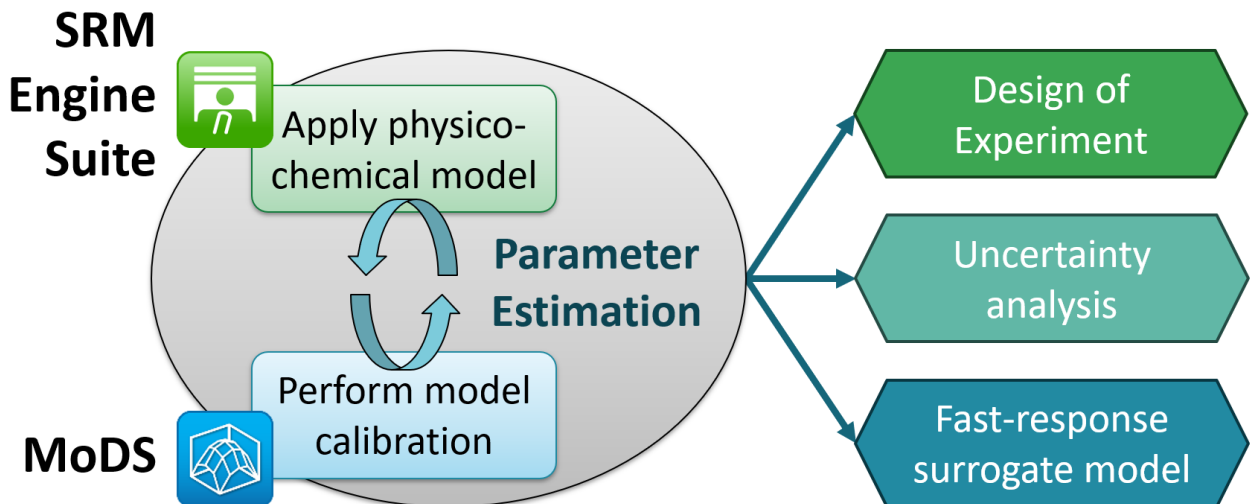 SRM
Engine
Suite
Apply physico-
chemical model
Parameter
Estimation
Perform model
calibration
MoDS
Design of
Experiment
Uncertainty
analysis
Fast-response
surrogate model